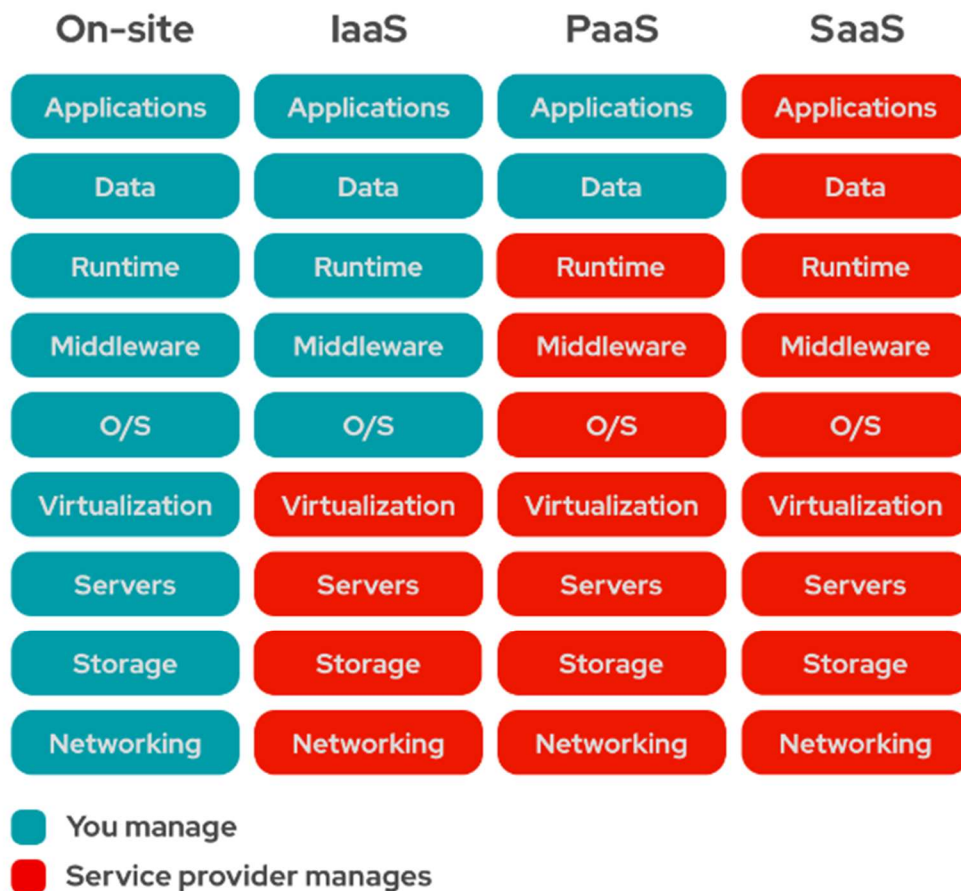 On-site IaaS PaaS SaaS
Applications Applications Applications Applications
Data Data Data Data
Runtime Runtime Runtime Runtime
Middleware Middleware Middleware Middleware
O/S O/S O/S O/S
Virtualization Virtualization Virtualization Virtualization
Servers Servers Servers Servers
Storage Storage Storage Storage
Networking Networking Networking Networking
You manage
Service provider manages